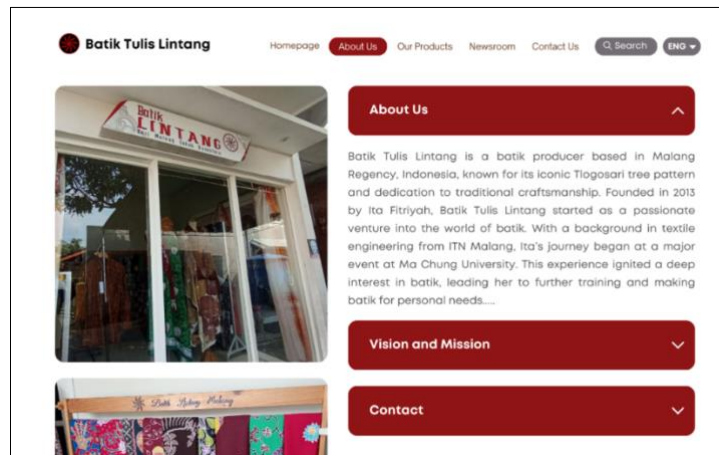 Batik Tulis Lintang
Homepage About Us Our Products Newsroom Contact Us Search ENG
Batik
LINTANG
About Us
Batik Tulis Lintang is a batik producer based in Malang
Regency, Indonesia, known for its iconic Tlogosari tree pattern
and dedication to traditional craftsmanship. Founded in 2013
by Ita Fitriyah, Batik Tulis Lintang started as a passionate
venture into the world of batik. With a background in textile
engineering from ITN Malang, Ita's journey began at a major
event at Ma Chung University. This experience ignited a deep
interest in batik, leading her to further training and making
batik for personal needs.....
Vision and Mission
Contact
Batik Malang